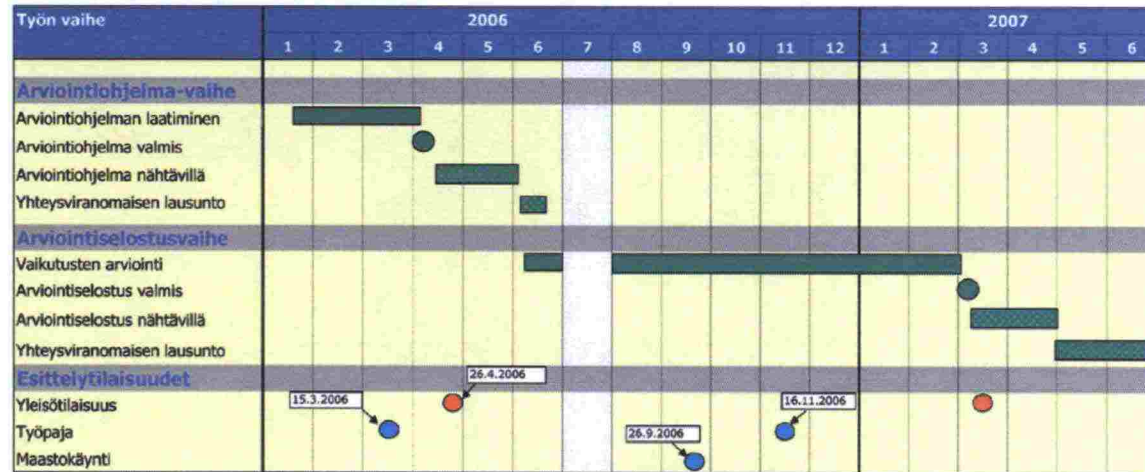 Työn vaihe 2006 2007
1 2 3 4 5 6 7 8 9 10 11 12 1 2 3 4 5 6
Arviointiohjelma-vaihe
Arviointiohjelman laatiminen
Arviointiohjelma valmis
Arviointiohjelma nähtävillä
Yhteysviranomaisen lausunto
Arviointiselostusvaihe
Vaikutusten arviointi
Arviointiselostus valmis
Arviointiselostus nähtävillä
Yhteysviranomaisen lausunto
Esittelytilaisuudet
26.4.2006
Yleisötilaisuus 15.3.2006 16.11.2006
Työpaja 26.9.2006
Maastokäynti